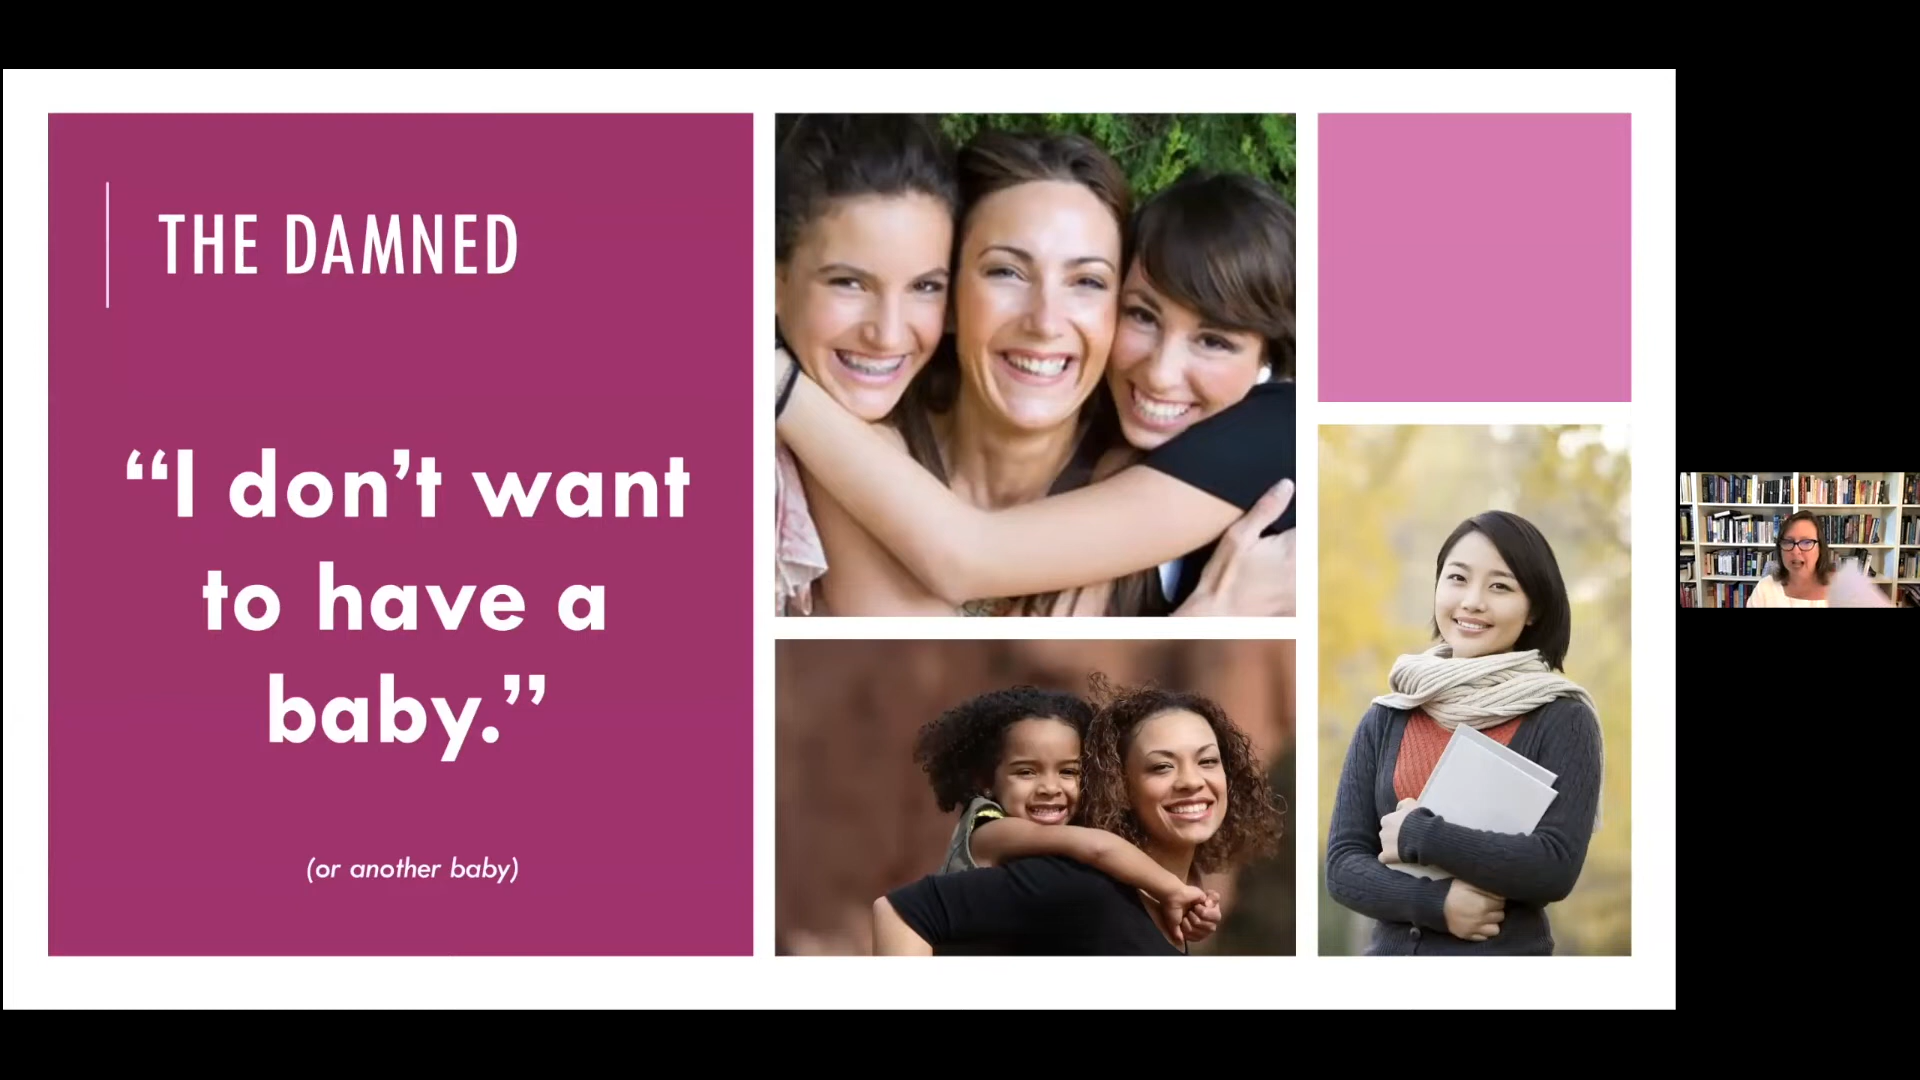 THE DAMNED
“I don’t want
to have a
baby.”
(or another baby)